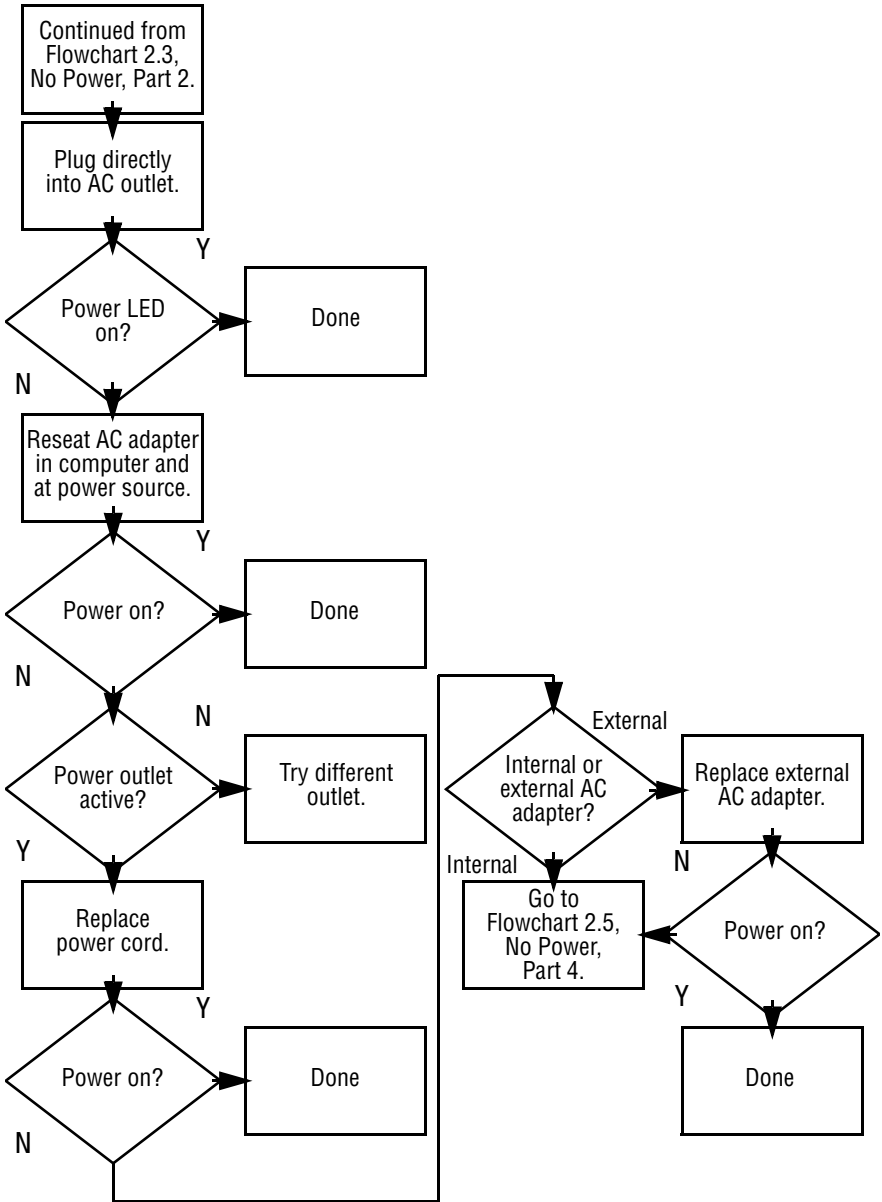 Continued from
Flowchart 2.3,
No Power, Part 2.
Plug directly
into AC outlet.
Y
Power LED
on?
Done
N
Reseat AC adapter
in computer and
at power source.
Y
Power on?
Done
N
N
Power outlet
active?
Try different
outlet.
Y
Replace
power cord.
Y
Power on?
Done
N
External
Internal or
external AC
adapter?
Replace external
AC adapter.
Internal
N
Go to
Flowchart 2.5,
No Power,
Part 4.
Power on?
Y
Done